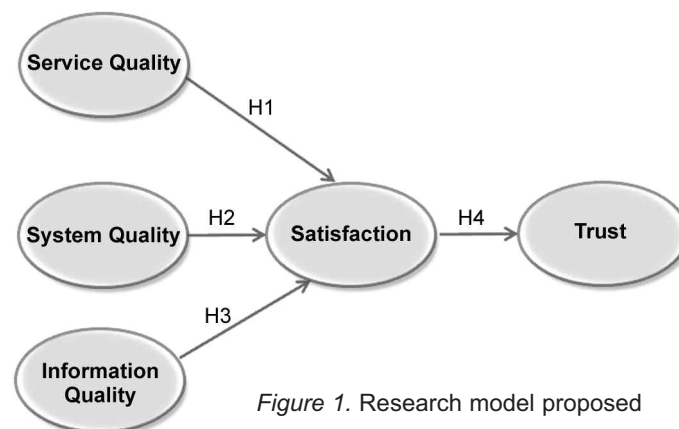 Service Quality
H1
System Quality
H2
Satisfaction
H4
Trust
H3
Information
Quality
Figure 1. Research model proposed